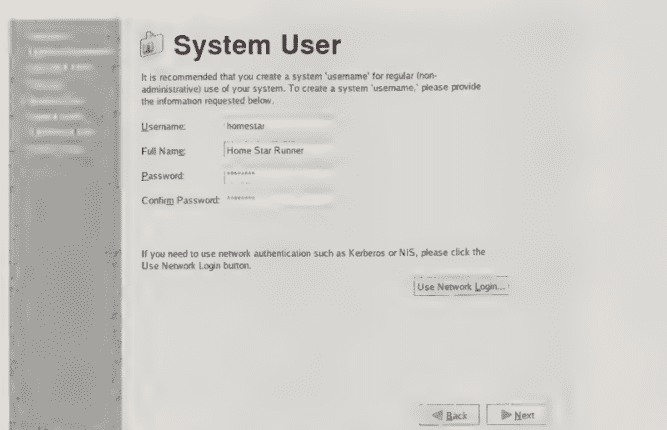 System User
It is recommended that you create a system 'username' for regular (non-
administrative) use of your system. To create a system 'username,' please provide
the information requested below.
Username: homestar
Full Name: Home Star Runner
Password: ********
Confirm Password: ********
If you need to use network authentication such as Kerberos or NIS, please click the
Use Network Login button.
Use Network Login...
Back Next